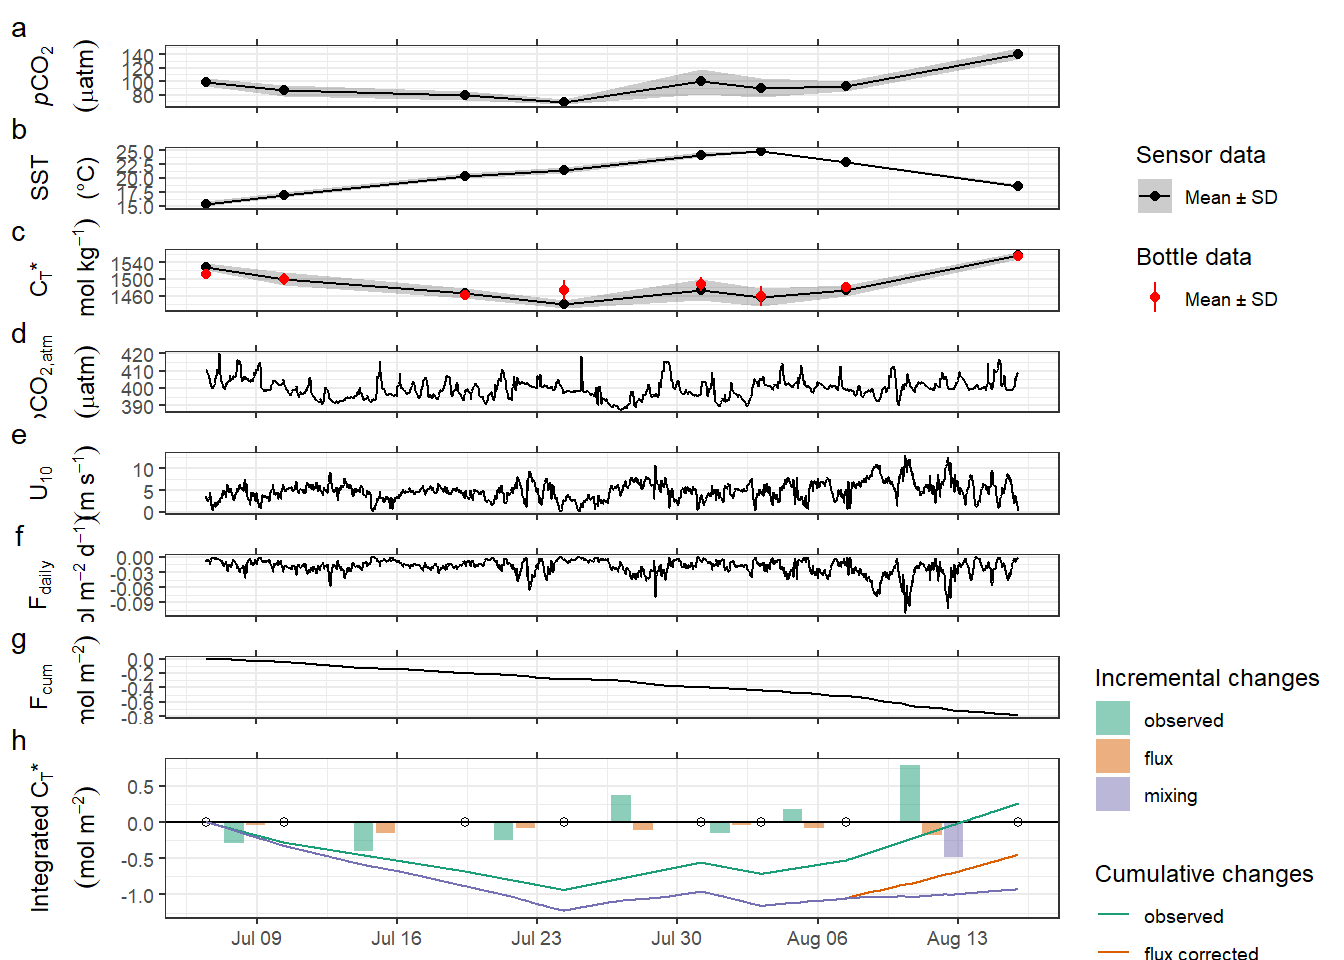 a
pCO2
(µatm)
140
120
100
80
b
SST
(°C)
25.0
22.5
20.0
17.5
15.0
c
CT*
mol kg−1)
1540
1500
1460
d
CO2,atm
(µatm)
420
410
400
390
e
U10
(m s−1)
10
5
0
f
Fdaily
ol m−2 d−1)
0.00
-0.03
-0.06
-0.09
g
Fcum
mol m−2)
0.0
-0.2
-0.4
-0.6
-0.8
h
Integrated CT*
(mol m−2)
0.5
0.0
-0.5
-1.0
Jul 09
Jul 16
Jul 23
Jul 30
Aug 06
Aug 13
Sensor data
Mean ± SD
Bottle data
Mean ± SD
Incremental changes
observed
flux
mixing
Cumulative changes
observed
flux corrected